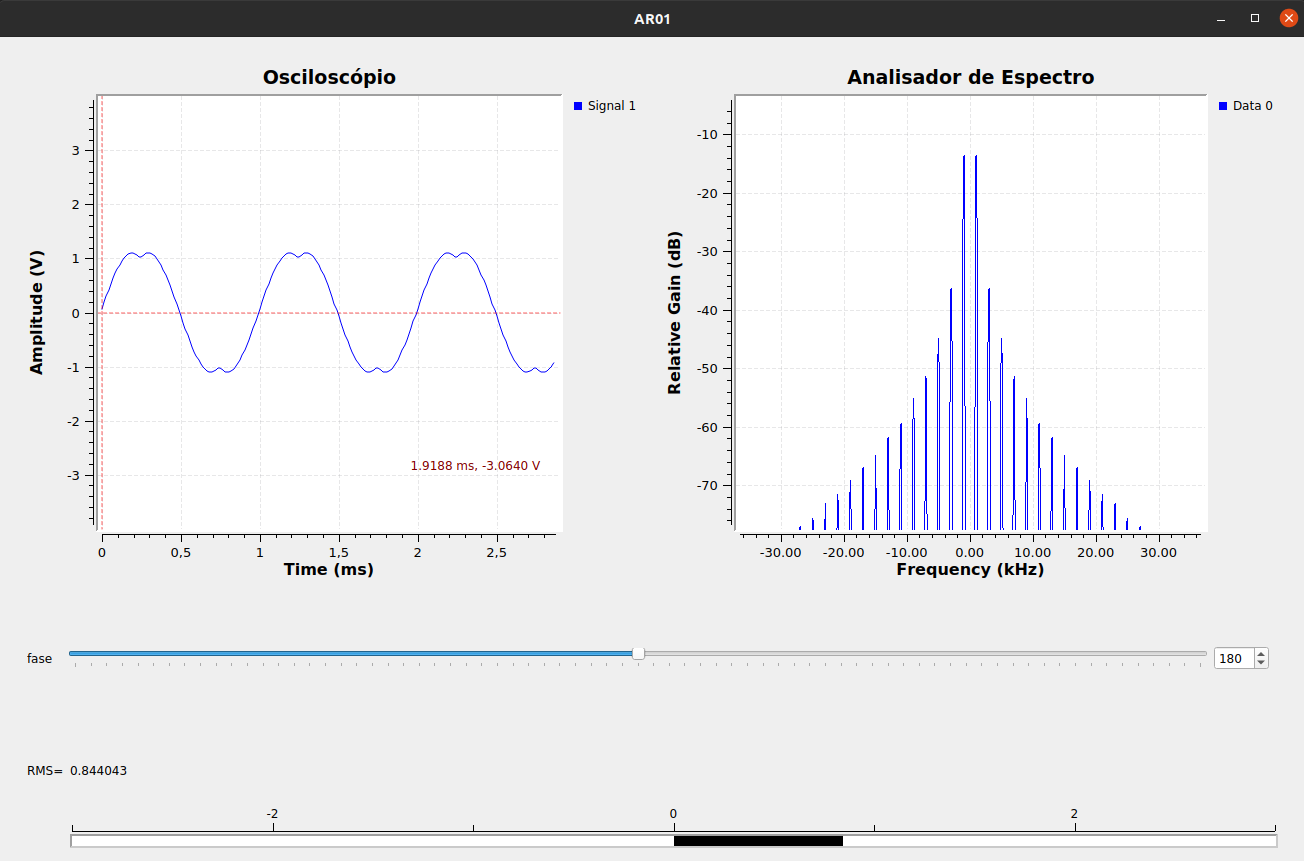 AR01
Osciloscópio
Signal 1
Amplitude (V)
3
2
1
0
-1
-2
-3
1.9188 ms, -3.0640 V
0 0,5 1 1,5 2 2,5
Time (ms)
Analisador de Espectro
Data 0
Relative Gain (dB)
-10
-20
-30
-40
-50
-60
-70
-30.00 -20.00 -10.00 0.00 10.00 20.00 30.00
Frequency (kHz)
fase 180
RMS= 0.844043
-2 0 2